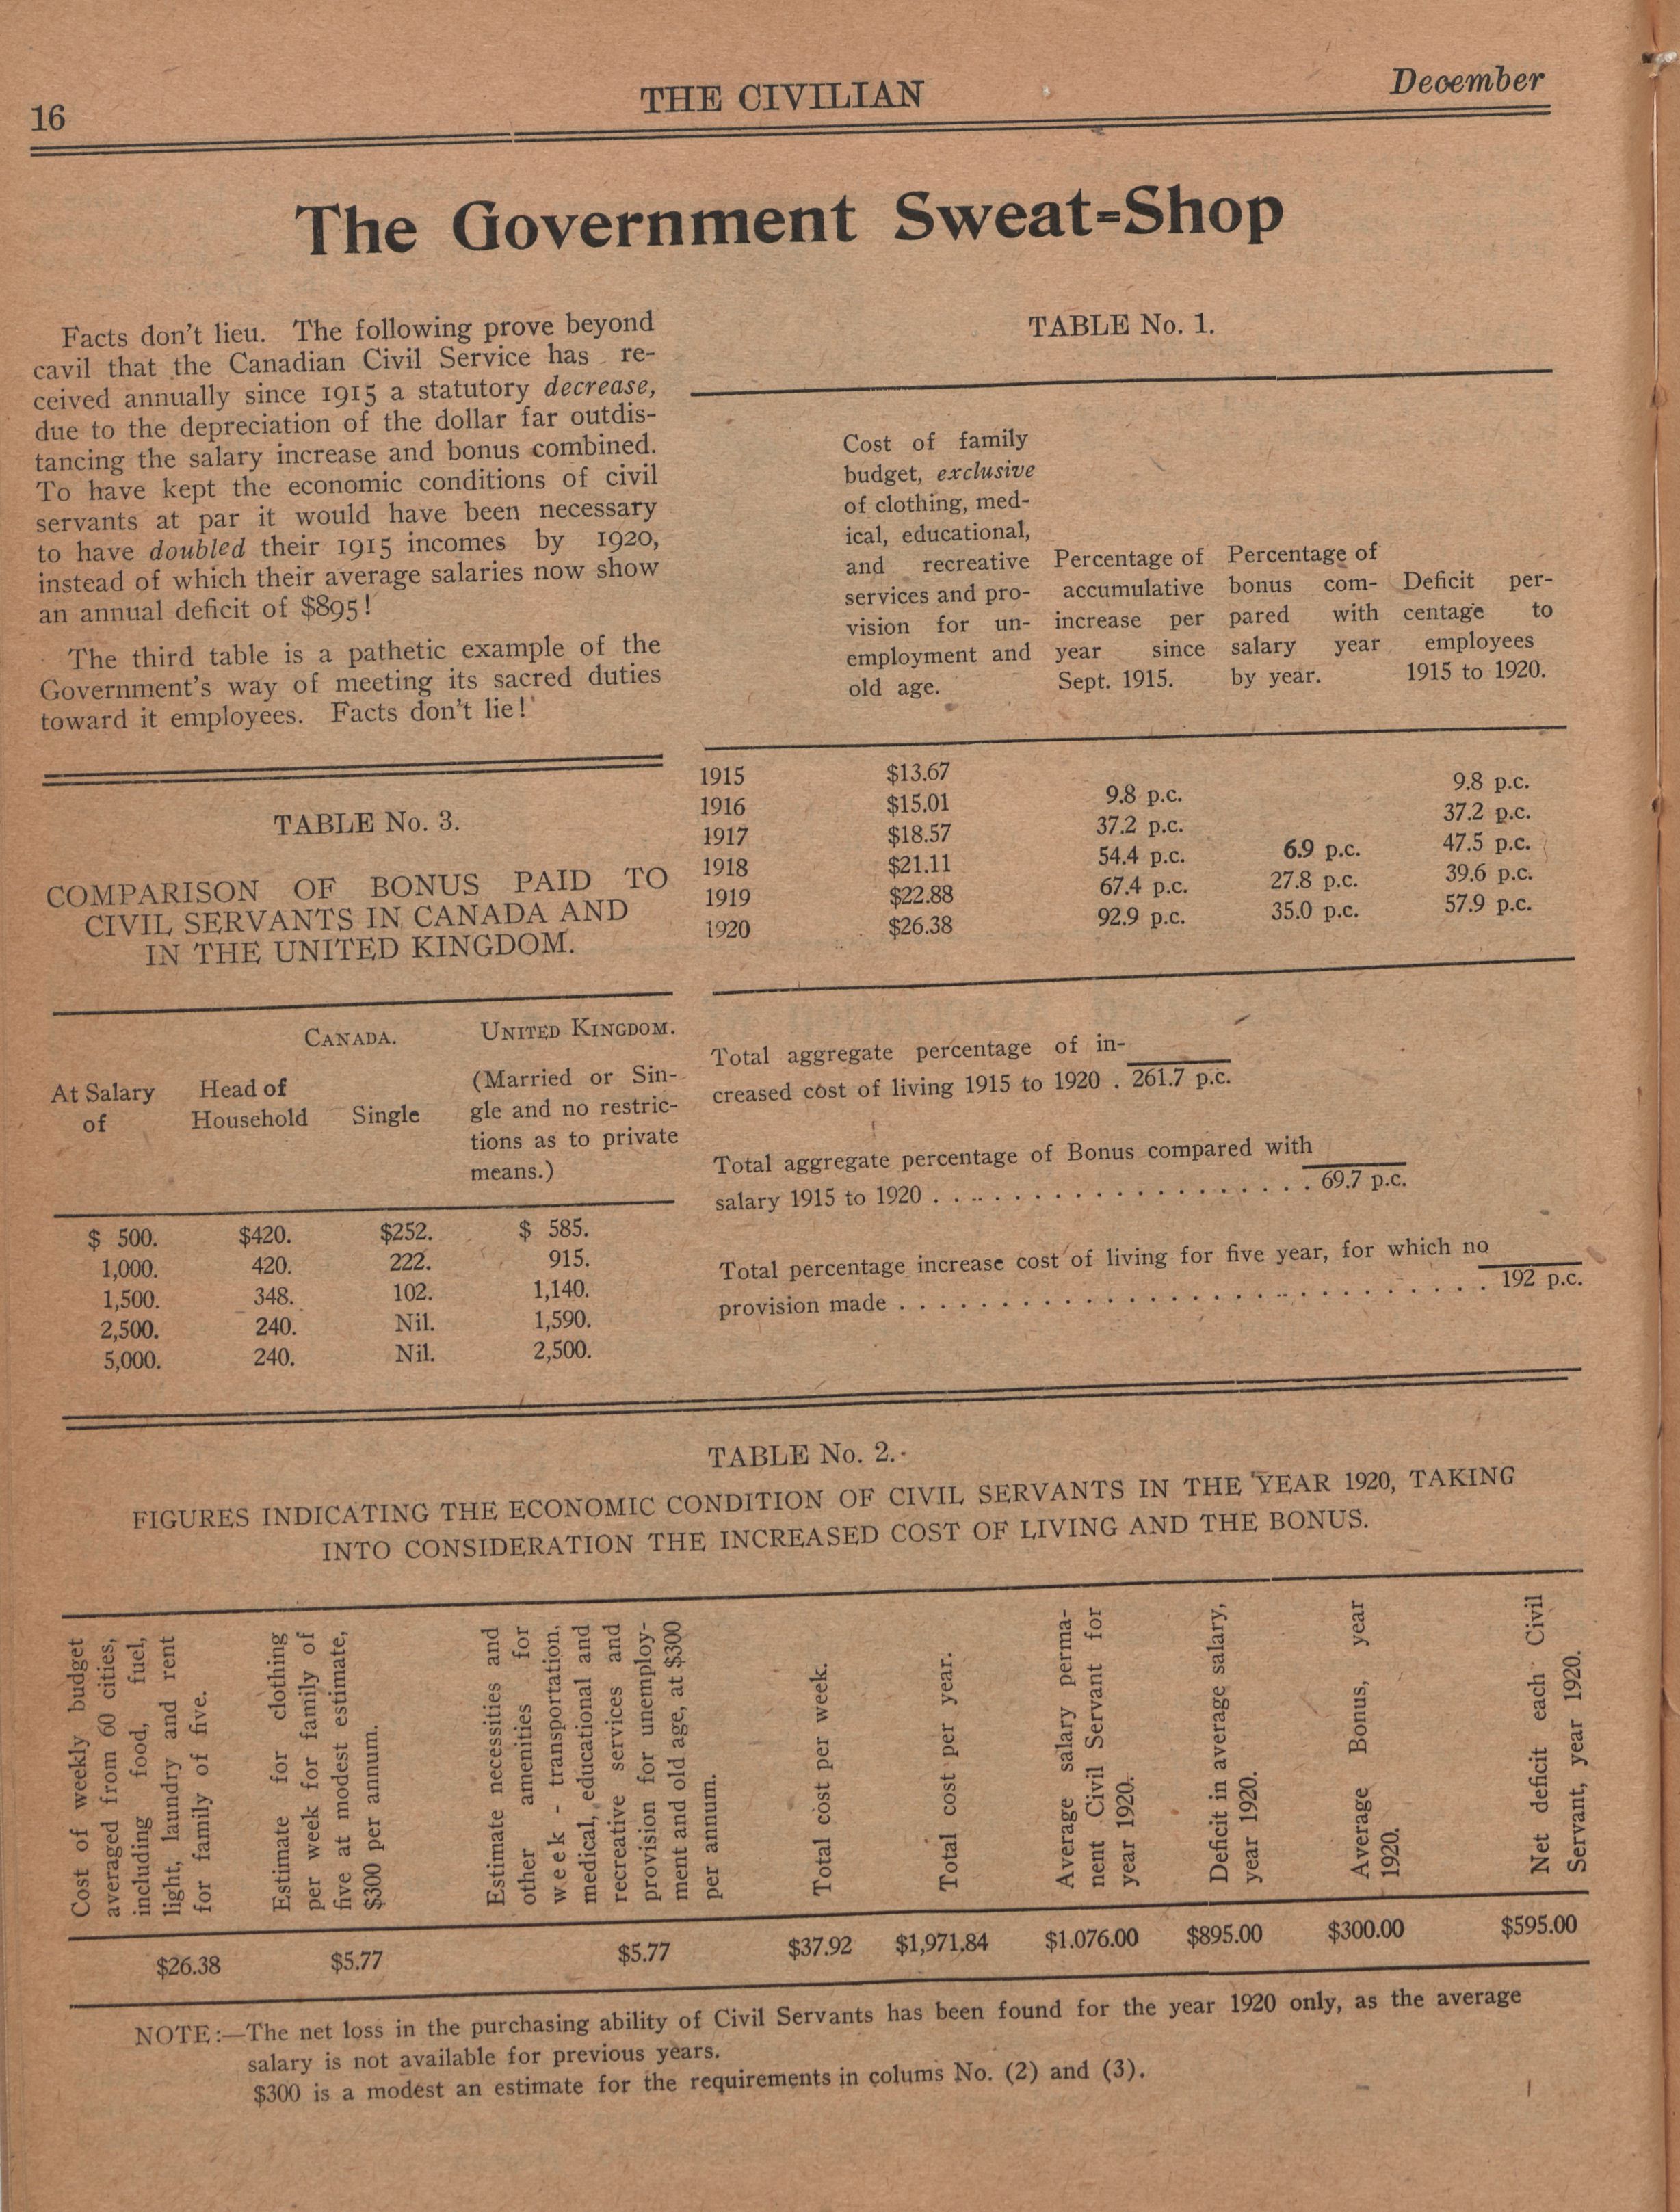 16
THE CIVILIAN
December
The Government Sweat-Shop
Facts don't lieu. The following prove beyond
cavil that the Canadian Civil Service has re-
ceived annually since 1915 a statutory decrease,
due to the depreciation of the dollar far outdis-
tancing the salary increase and bonus combined.
To have kept the economic conditions of civil
servants at par it would have been necessary
to have doubled their 1915 incomes by 1920,
instead of which their average salaries now show
an annual deficit of $895!
The third table is a pathetic example of the
Government's way of meeting its sacred duties
toward it employees. Facts don't lie!
TABLE No. 3.
COMPARISON OF BONUS PAID TO
CIVIL SERVANTS IN CANADA AND
IN THE UNITED KINGDOM.
CANADA. UNITED KINGDOM.
At Salary
of
Head of
Household
Single
(Married or Sin-
gle and no restric-
tions as to private
means.)
$ 500. $420. $252. $ 585.
1,000. 420. 222. 915.
1,500. 348. 102. 1,140.
2,500. 240. Nil. 1,590.
5,000. 240. Nil. 2,500.
TABLE No. 1.
Cost of family
budget, exclusive
of clothing, med-
ical, educational,
and recreative
services and pro-
vision for un-
employment and
old age.
Percentage of
accumulative
increase per
year since
Sept. 1915.
Percentage of
bonus com-
pared with
salary year
by year.
Deficit per-
centage to
employees
1915 to 1920.
1915 $13.67
1916 $15.01 9.8 p.c. 9.8 p.c.
1917 $18.57 37.2 p.c. 37.2 p.c.
1918 $21.11 54.4 p.c. 6.9 p.c. 47.5 p.c.
1919 $22.88 67.4 p.c. 27.8 p.c. 39.6 p.c.
1920 $26.38 92.9 p.c. 35.0 p.c. 57.9 p.c.
Total aggregate percentage of in-
creased cost of living 1915 to 1920 . 261.7 p.c.
Total aggregate percentage of Bonus compared with
salary 1915 to 1920 . . . . . . . . . . . . . . . . . . . . 69.7 p.c.
Total percentage increase cost of living for five year, for which no
provision made . . . . . . . . . . . . . . . . . . . . . . . . . . . . . . 192 p.c.
TABLE No. 2.
FIGURES INDICATING THE ECONOMIC CONDITION OF CIVIL SERVANTS IN THE YEAR 1920, TAKING
INTO CONSIDERATION THE INCREASED COST OF LIVING AND THE BONUS.
Cost of weekly budget
averaged from 60 cities,
including food, fuel,
light, laundry and rent
for family of five.
Estimate for clothing
per week for family of
five at modest estimate,
$300 per annum.
Estimate necessities and
other amenities for
week - transportation,
medical, educational and
recreative services and
provision for unemploy-
ment and old age, at $300
per annum.
Total cost per week.
Total cost per year.
Average salary perma-
nent Civil Servant for
year 1920.
Deficit in average salary,
year 1920.
Average Bonus, year
1920.
Net deficit each Civil
Servant, year 1920.
$26.38 $5.77 $5.77 $37.92 $1,971.84 $1.076.00 $895.00 $300.00 $595.00
NOTE:—The net loss in the purchasing ability of Civil Servants has been found for the year 1920 only, as the average
salary is not available for previous years.
$300 is a modest an estimate for the requirements in colums No. (2) and (3).